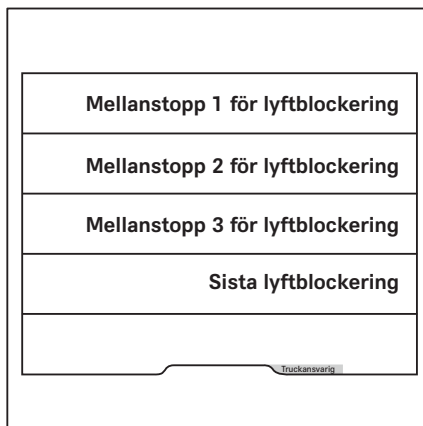 Mellanstopp 1 för lyftblockering
Mellanstopp 2 för lyftblockering
Mellanstopp 3 för lyftblockering
Sista lyftblockering
Truckansvarig